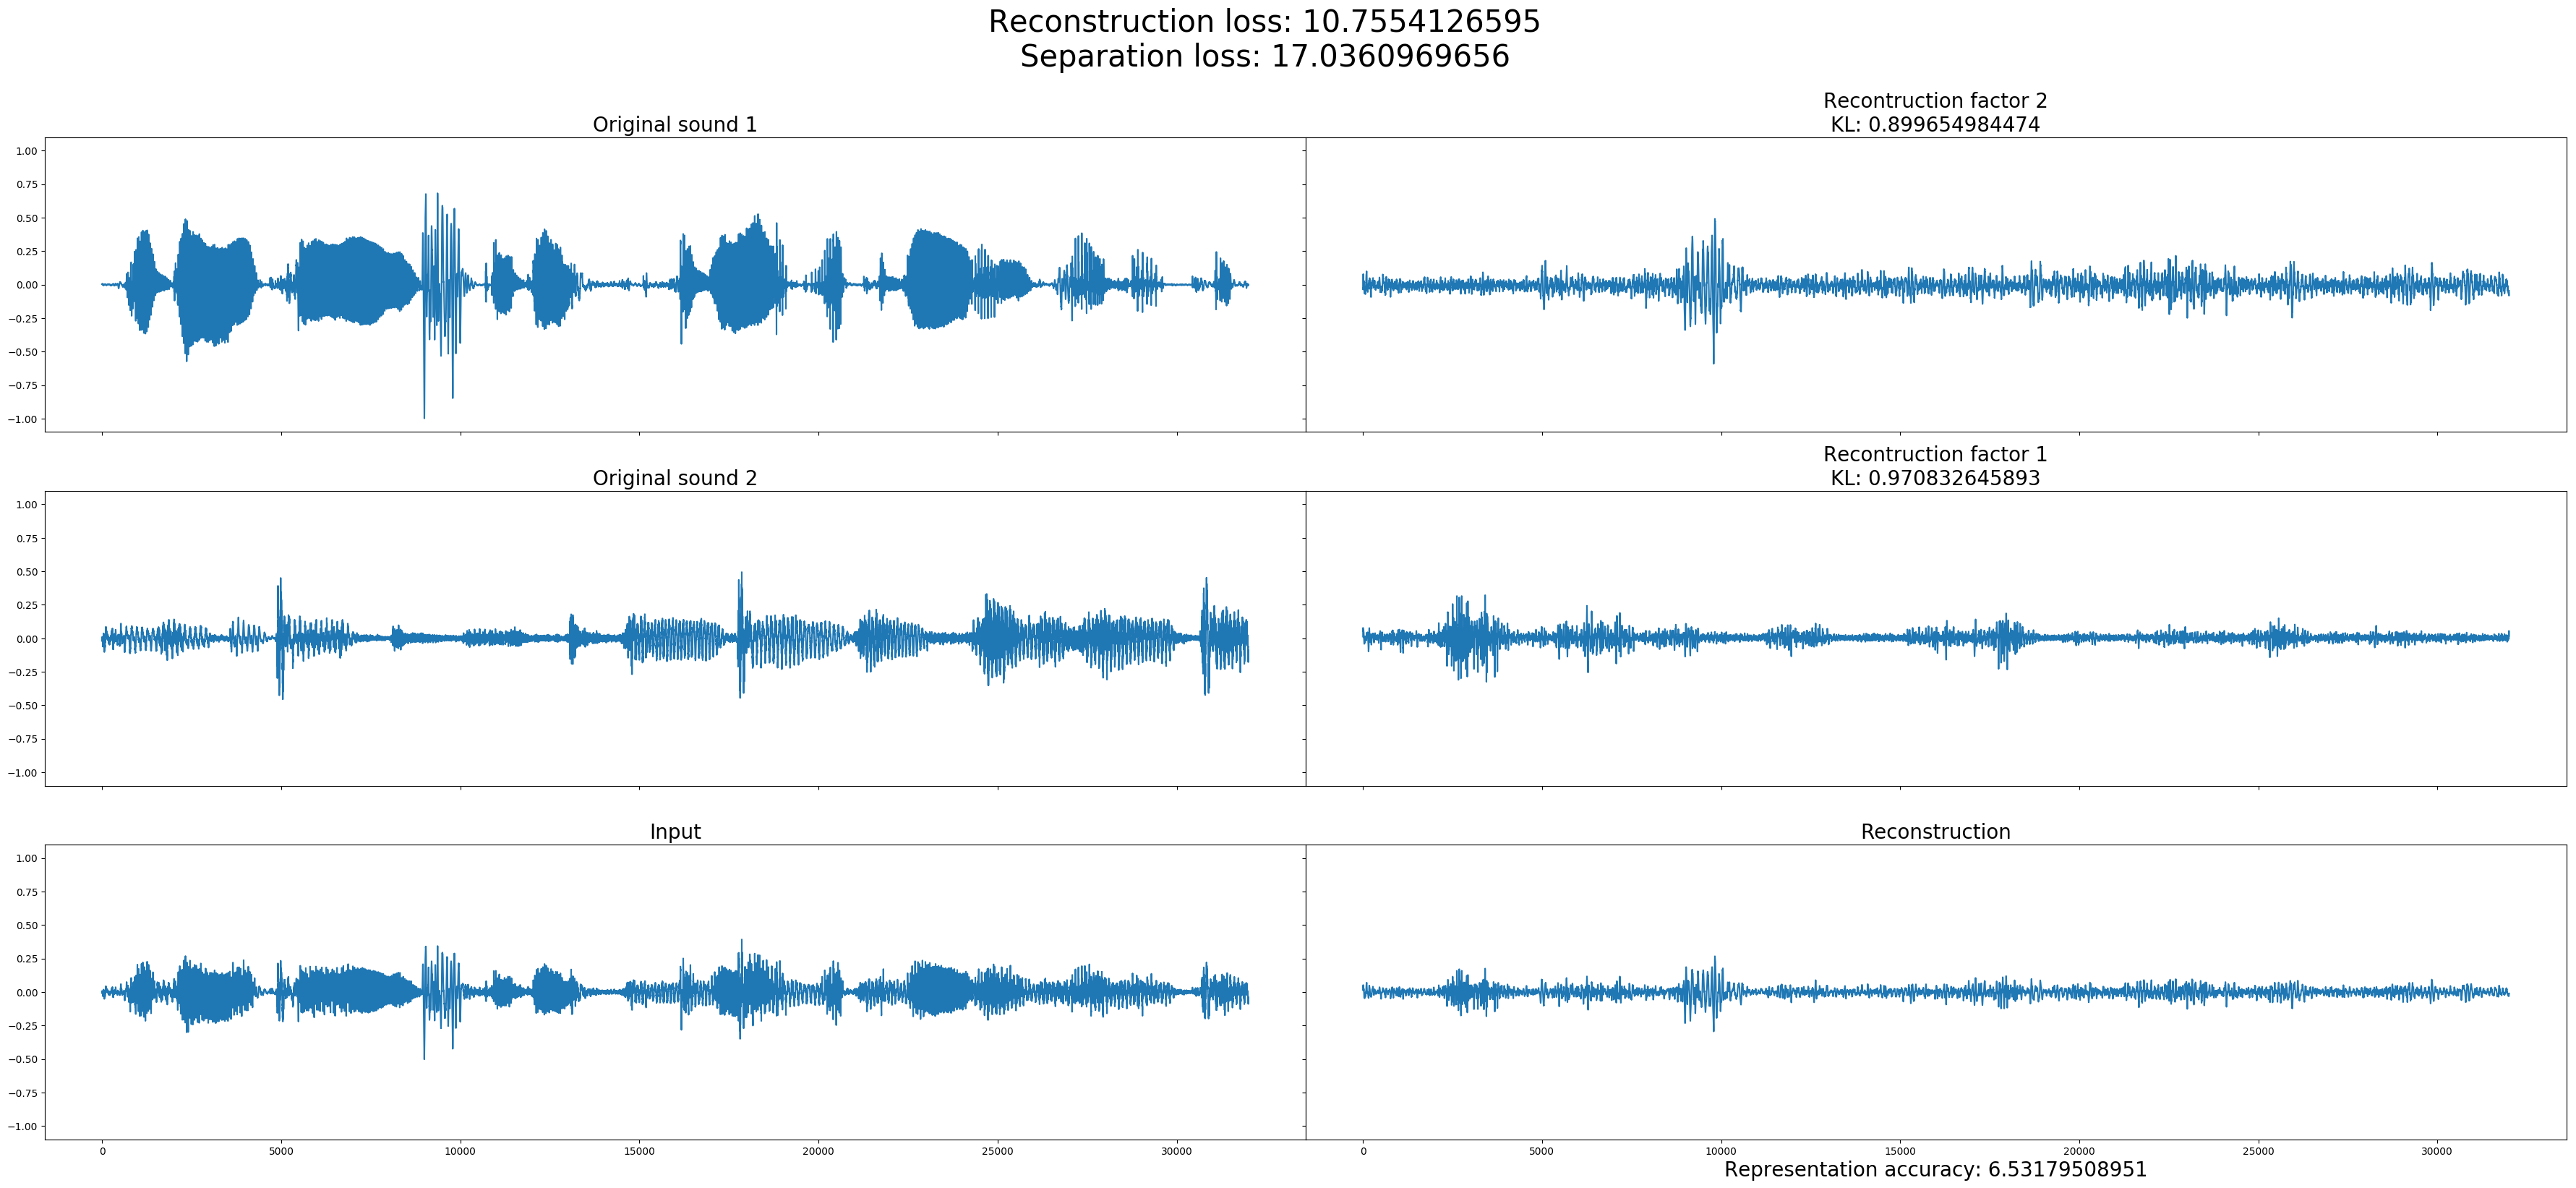 Reconstruction loss: 10.7554126595
Separation loss: 17.0360969656
Original sound 1
Recontruction factor 2
KL: 0.899654984474
1.00
0.75
0.50
0.25
0.00
−0.25
−0.50
−0.75
−1.00
Original sound 2
Recontruction factor 1
KL: 0.970832645893
1.00
0.75
0.50
0.25
0.00
−0.25
−0.50
−0.75
−1.00
Input
Reconstruction
1.00
0.75
0.50
0.25
0.00
−0.25
−0.50
−0.75
−1.00
0 5000 10000 15000 20000 25000 30000
0 5000 10000 15000 20000 25000 30000
Representation accuracy: 6.53179508951